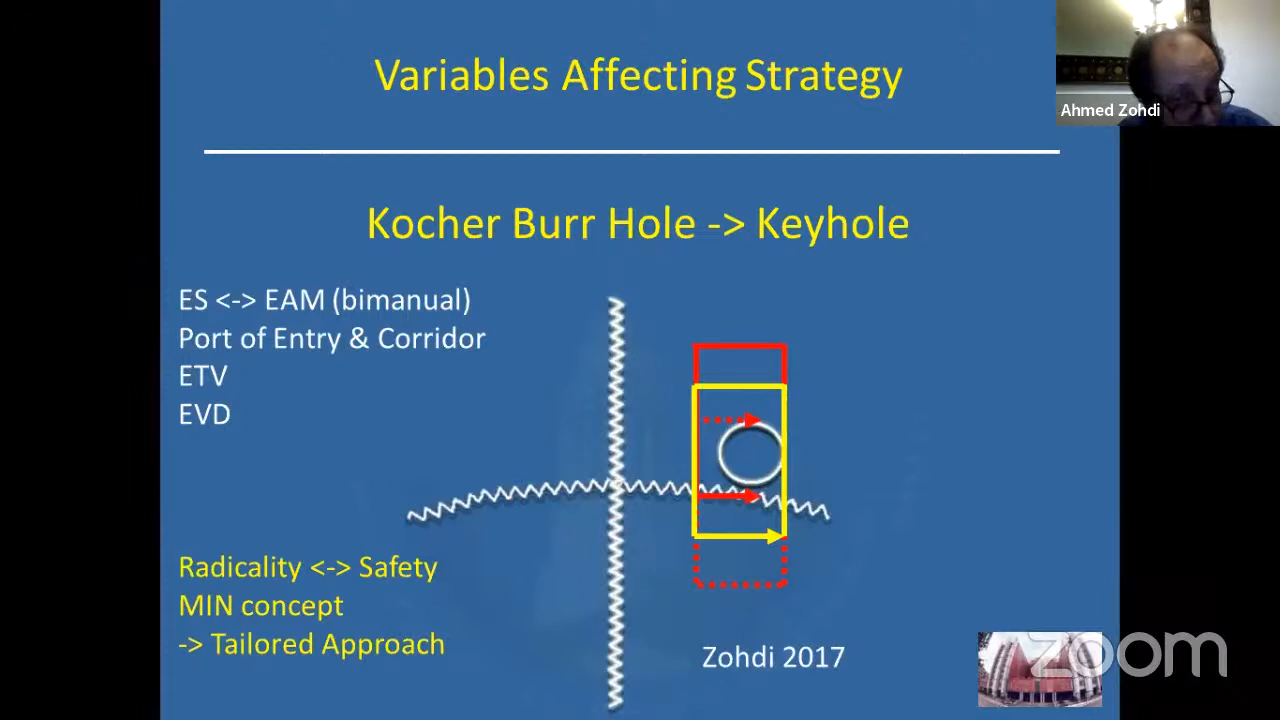 Variables Affecting Strategy
Ahmed Zohdi
Kocher Burr Hole -> Keyhole
ES <-> EAM (bimanual)
Port of Entry & Corridor
ETV
EVD
Radicality <-> Safety
MIN concept
-> Tailored Approach
Zohdi 2017
zoom